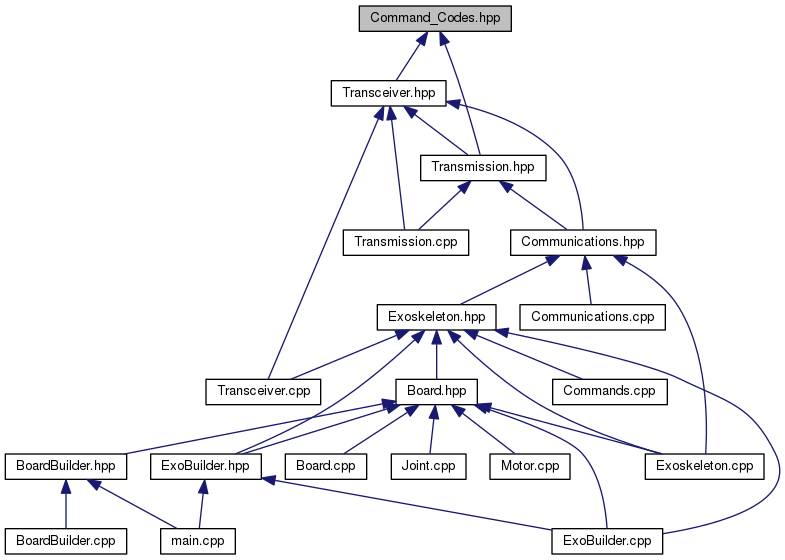 Command_Codes.hpp
Transceiver.hpp
Transmission.hpp
Transmission.cpp
Communications.hpp
Exoskeleton.hpp
Communications.cpp
Transceiver.cpp
Board.hpp
Commands.cpp
BoardBuilder.hpp
ExoBuilder.hpp
Board.cpp
Joint.cpp
Motor.cpp
Exoskeleton.cpp
BoardBuilder.cpp
main.cpp
ExoBuilder.cpp